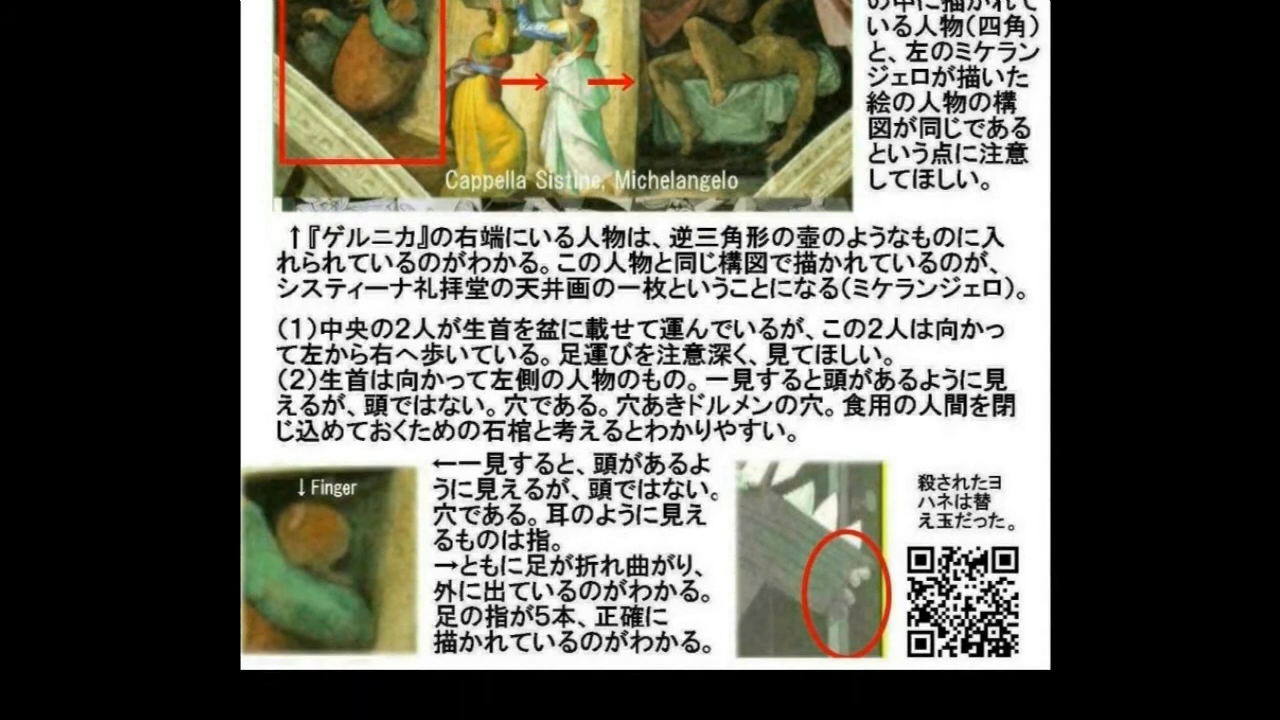 の中に描かれて
いる人物(四角)
と、左のミケラン
ジェロが描いた
絵の人物の構
図が同じである
という点に注意
してほしい。
Cappella Sistine, Michelangelo
↑『ゲルニカ』の右端にいる人物は、逆三角形の壺のようなものに入
れられているのがわかる。この人物と同じ構図で描かれているのが、
システィーナ礼拝堂の天井画の一枚ということになる(ミケランジェロ)。
(1)中央の2人が生首を盆に載せて運んでいるが、この2人は向かっ
て左から右へ歩いている。足運びを注意深く、見てほしい。
(2)生首は向かって左側の人物のもの。一見すると頭があるように見
えるが、頭ではない。穴である。穴あきドルメンの穴。食用の人間を閉
じ込めておくための石棺と考えるとわかりやすい。
↓Finger
←一見すると、頭があるよ
うに見えるが、頭ではない。
穴である。耳のように見え
るものは指。
→ともに足が折れ曲がり、
外に出ているのがわかる。
足の指が5本、正確に
描かれているのがわかる。
殺されたヨ
ハネは替
え玉だった。